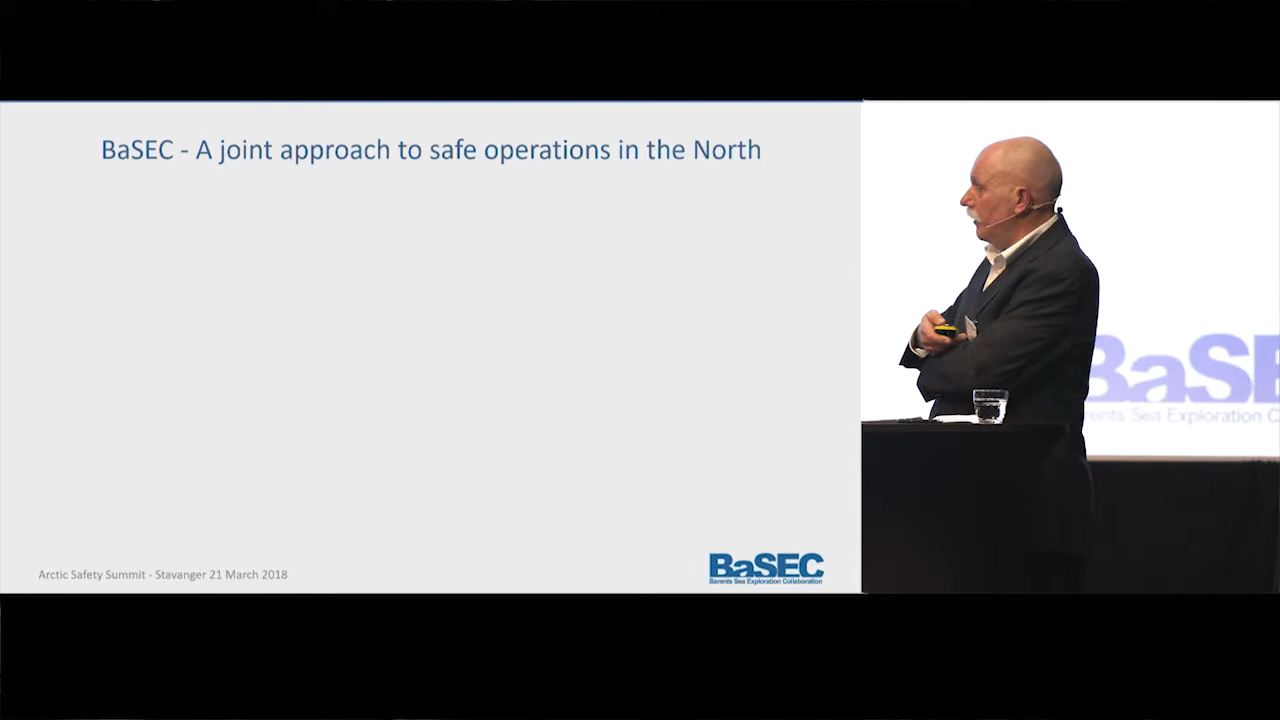 BaSEC - A joint approach to safe operations in the North
Arctic Safety Summit - Stavanger 21 March 2018
BaSEC
Barents Sea Exploration Collaboration
BaSE
rents Sea Exploration C